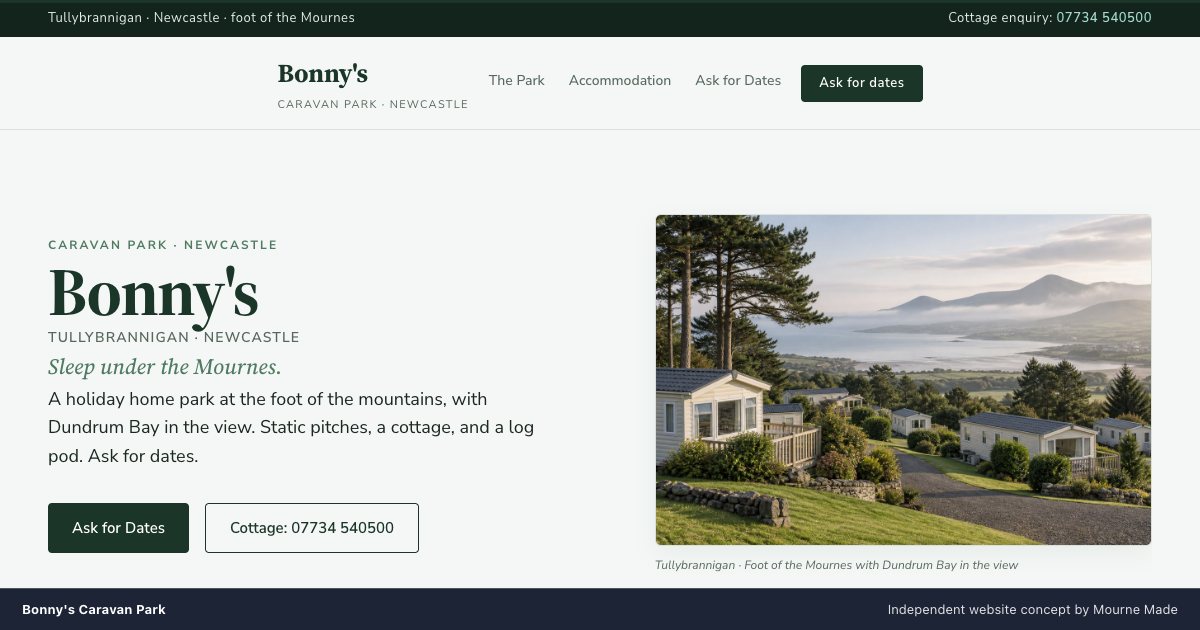 Tullybrannigan · Newcastle · foot of the Mournes
Cottage enquiry: 07734 540500
Bonny's
CARAVAN PARK · NEWCASTLE
The Park
Accommodation
Ask for Dates
Ask for dates
CARAVAN PARK · NEWCASTLE
Bonny's
TULLYBRANNIGAN · NEWCASTLE
Sleep under the Mournes.
A holiday home park at the foot of the mountains, with
Dundrum Bay in the view. Static pitches, a cottage, and a log
pod. Ask for dates.
Ask for Dates
Cottage: 07734 540500
Tullybrannigan · Foot of the Mournes with Dundrum Bay in the view
Bonny's Caravan Park
Independent website concept by Mourne Made